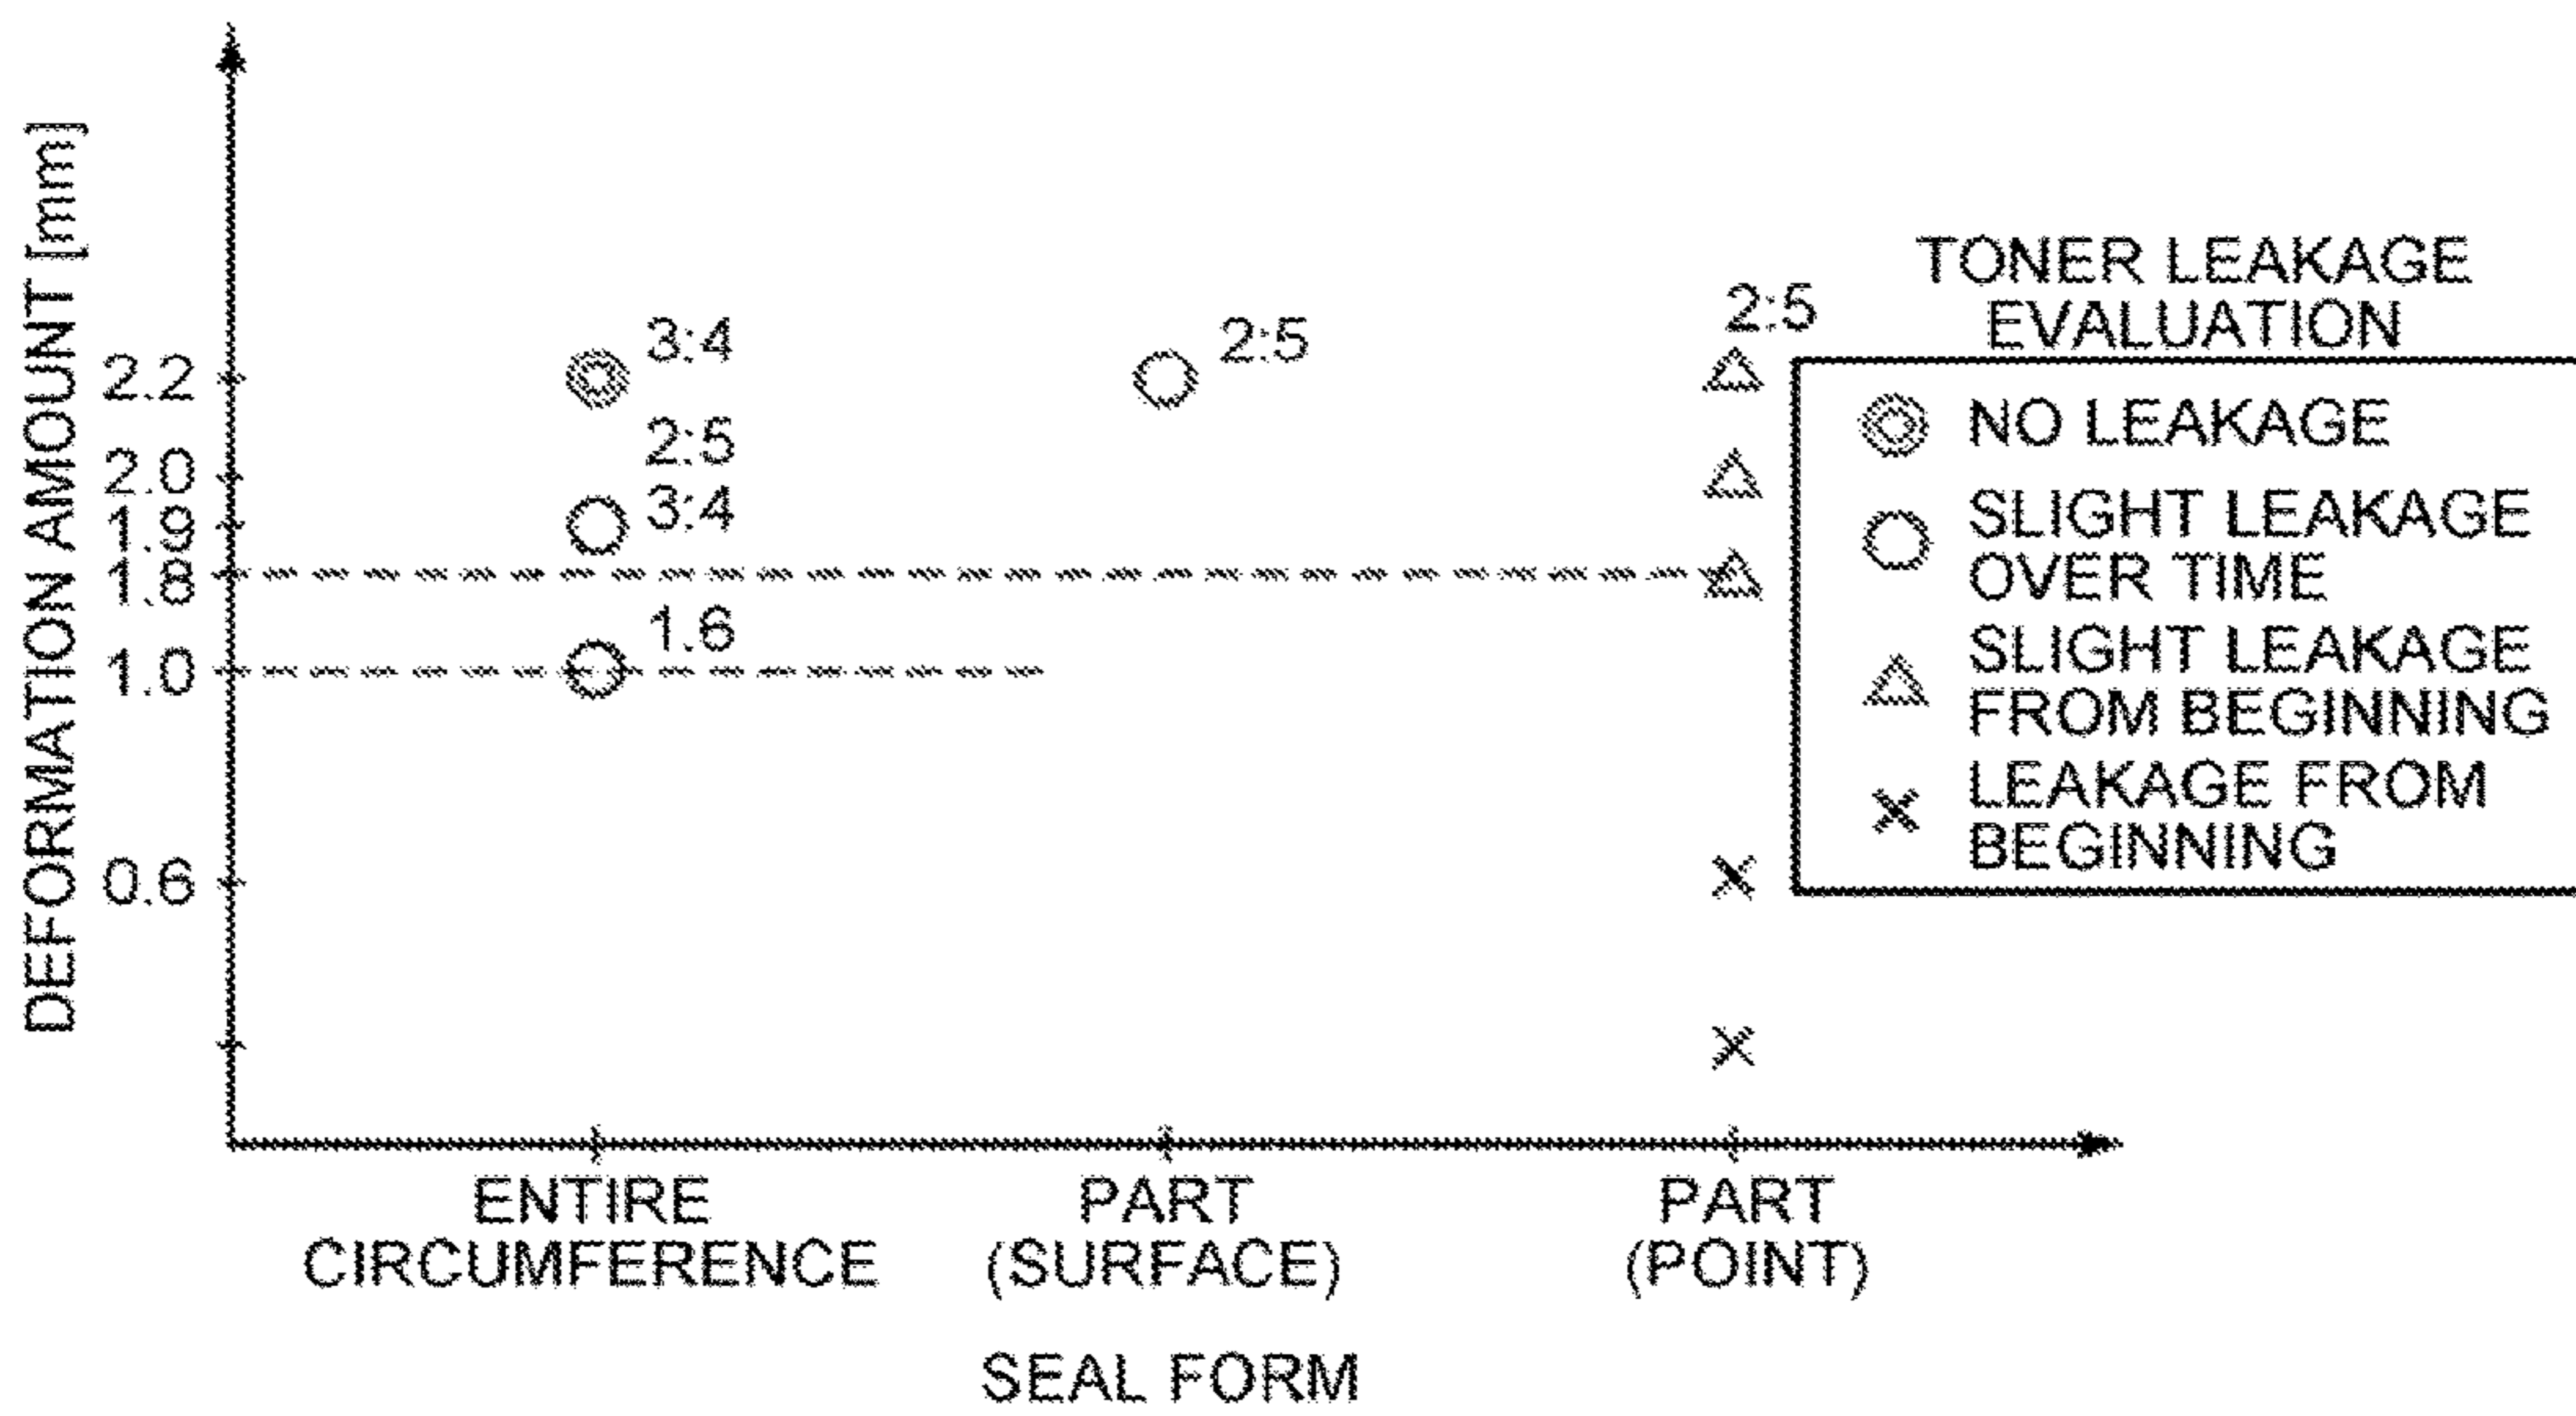 DEFORMATION AMOUNT [mm]
2.2
2.0
1.9
1.8
1.0
0.6
3:4
2:5
3:4
1.6
2:5
2:5
TONER LEAKAGE
EVALUATION
NO LEAKAGE
SLIGHT LEAKAGE
OVER TIME
SLIGHT LEAKAGE
FROM BEGINNING
LEAKAGE FROM
BEGINNING
ENTIRE
CIRCUMFERENCE
PART
(SURFACE)
PART
(POINT)
SEAL FORM